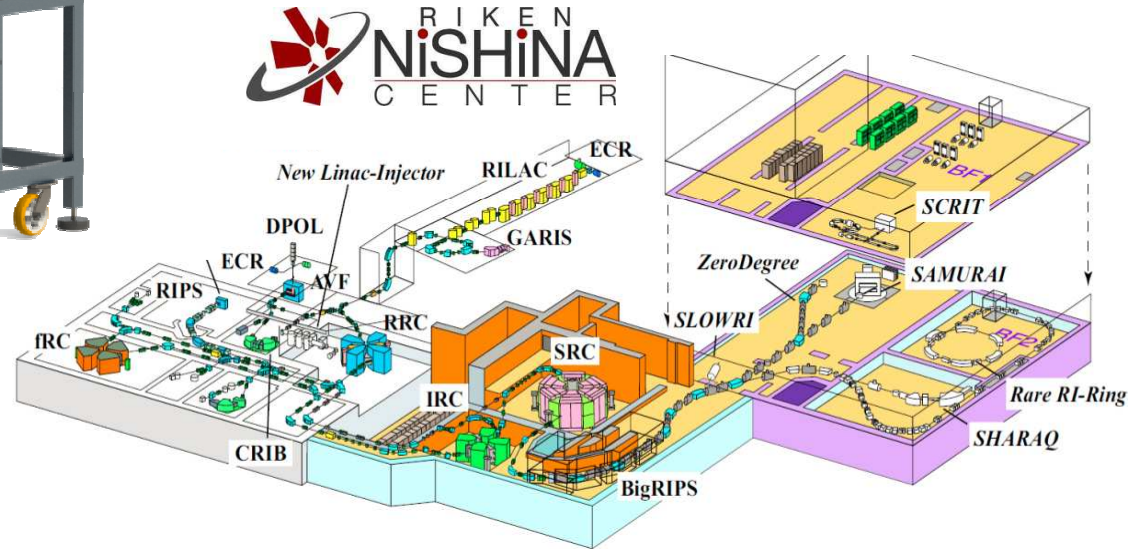 RIKEN
NiSHiNA
CENTER
ECR
New Linac-Injector
RILAC
BF1
DPOL
SCRIT
GARIS
ECR
ZeroDegree
AVF
SAMURAI
RIPS
RRC
SLOWRI
fRC
SRC
BF2
IRC
Rare RI-Ring
SHARAQ
CRIB
BigRIPS